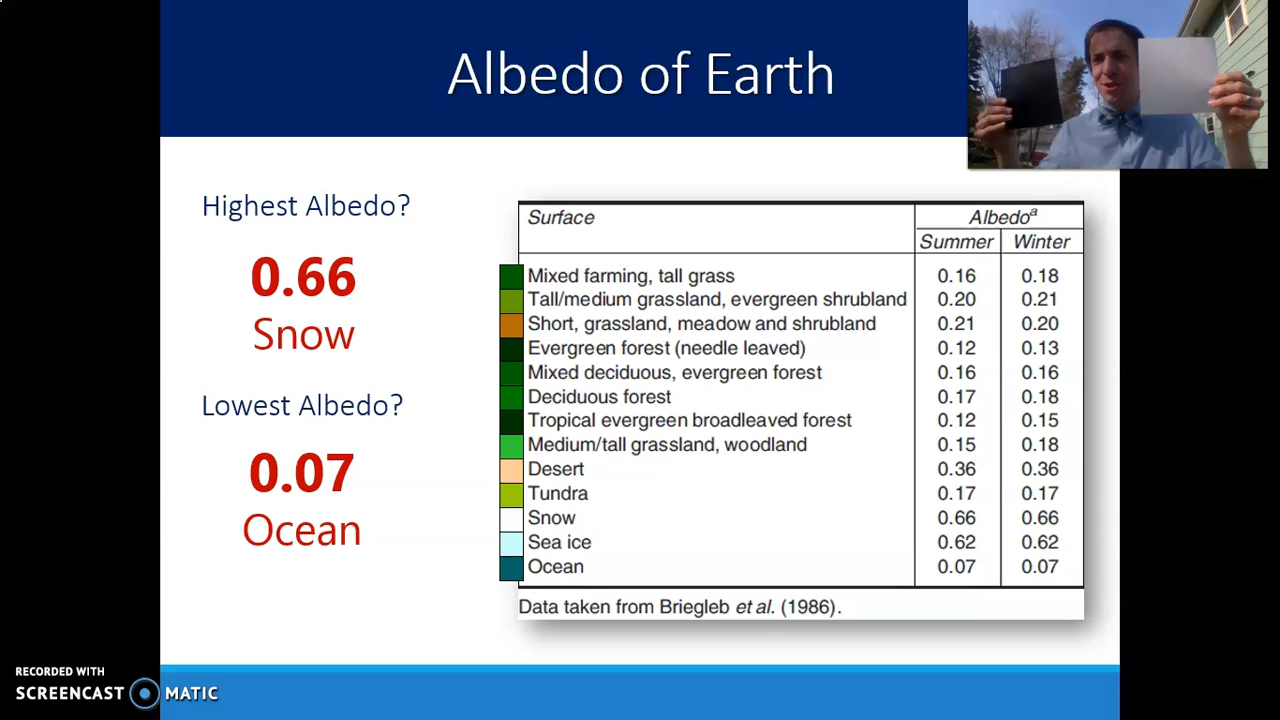 Albedo of Earth
Highest Albedo?
0.66
Snow
Lowest Albedo?
0.07
Ocean
Surface Albedoᵃ
Summer Winter
Mixed farming, tall grass 0.16 0.18
Tall/medium grassland, evergreen shrubland 0.20 0.21
Short, grassland, meadow and shrubland 0.21 0.20
Evergreen forest (needle leaved) 0.12 0.13
Mixed deciduous, evergreen forest 0.16 0.16
Deciduous forest 0.17 0.18
Tropical evergreen broadleaved forest 0.12 0.15
Medium/tall grassland, woodland 0.15 0.18
Desert 0.36 0.36
Tundra 0.17 0.17
Snow 0.66 0.66
Sea ice 0.62 0.62
Ocean 0.07 0.07
Data taken from Briegleb et al. (1986).
RECORDED WITH
SCREENCAST MATIC